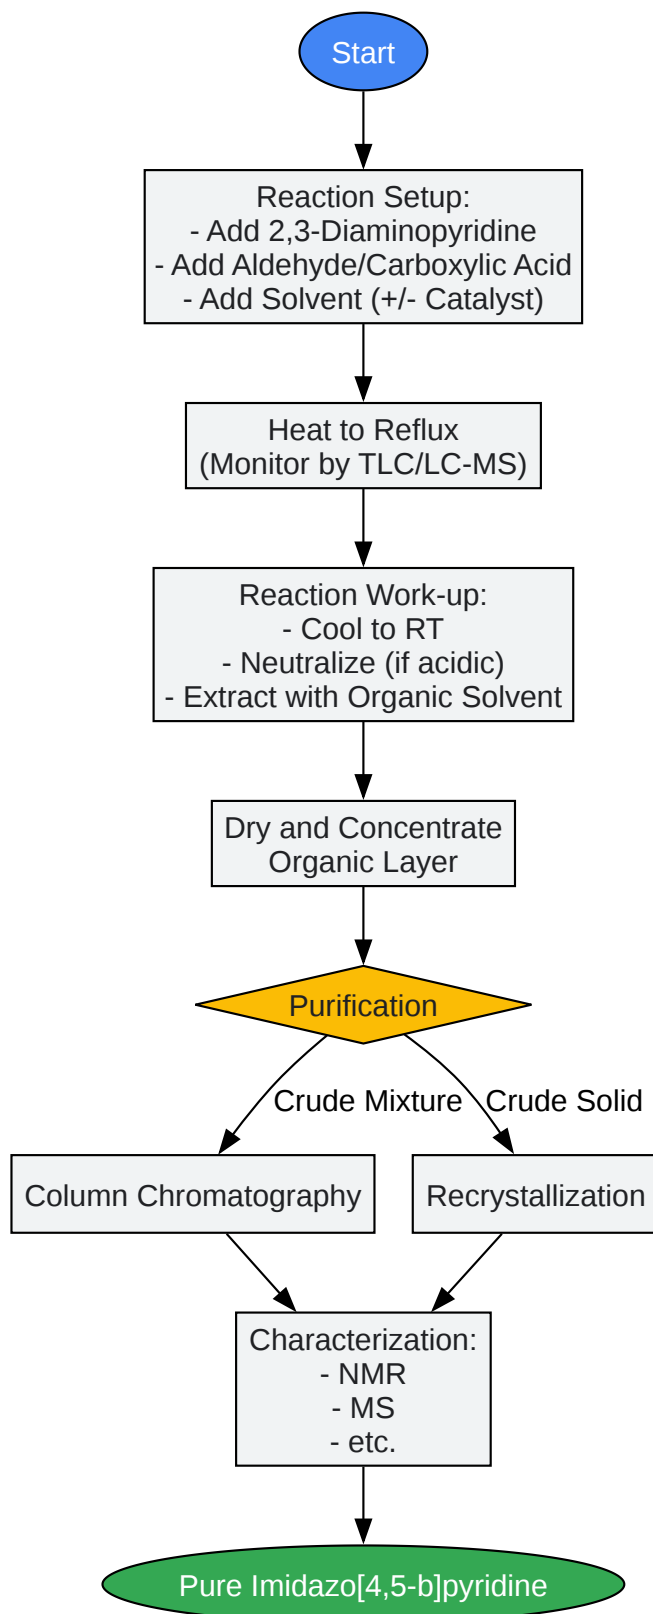 Start
Reaction Setup:
- Add 2,3-Diaminopyridine
- Add Aldehyde/Carboxylic Acid
- Add Solvent (+/- Catalyst)
Heat to Reflux
(Monitor by TLC/LC-MS)
Reaction Work-up:
- Cool to RT
- Neutralize (if acidic)
- Extract with Organic Solvent
Dry and Concentrate
Organic Layer
Purification
Crude Mixture
Crude Solid
Column Chromatography
Recrystallization
Characterization:
- NMR
- MS
- etc.
Pure Imidazo[4,5-b]pyridine